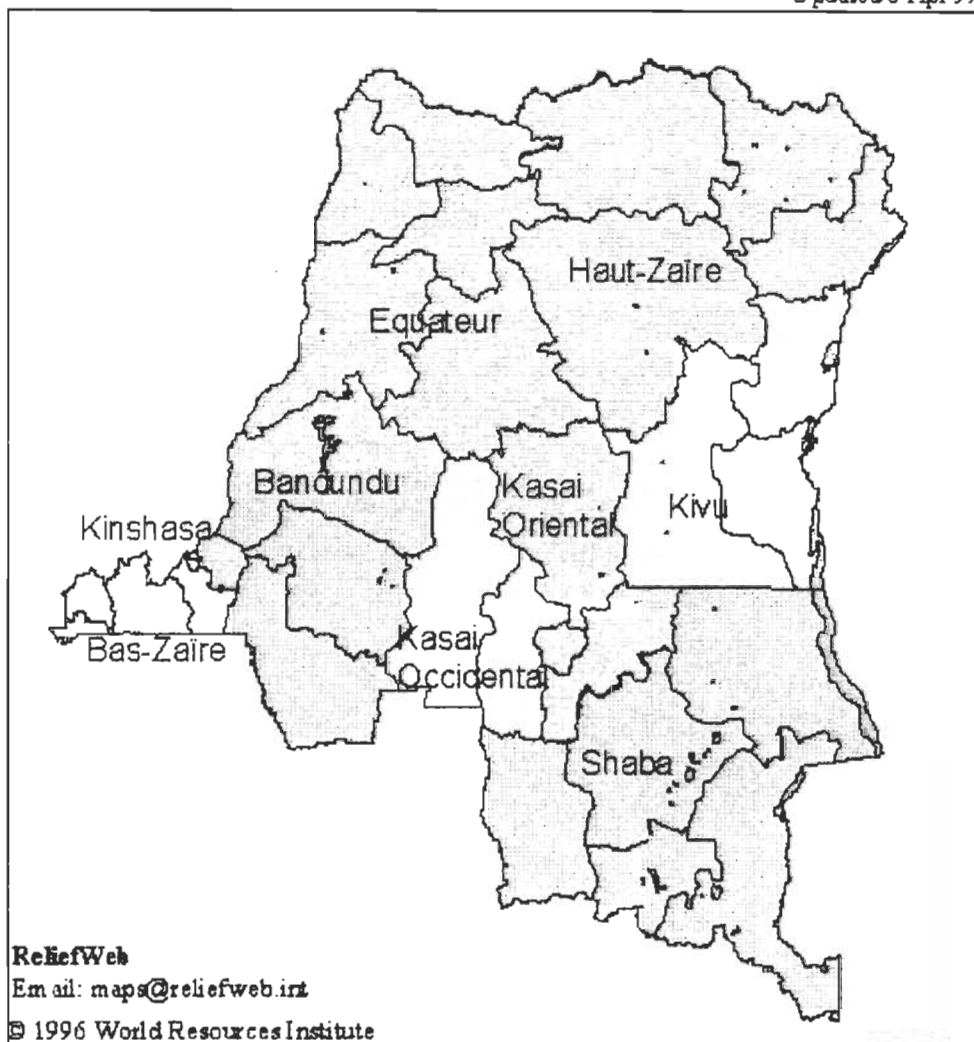 Haut-Zaïre
Equateur
Bandundu
Kasai
Oriental
Kivu
Kinshasa
Bas-Zaïre
Kasai
Occidental
Shaba
ReliefWeb
Email: maps@reliefweb.int
© 1996 World Resources Institute